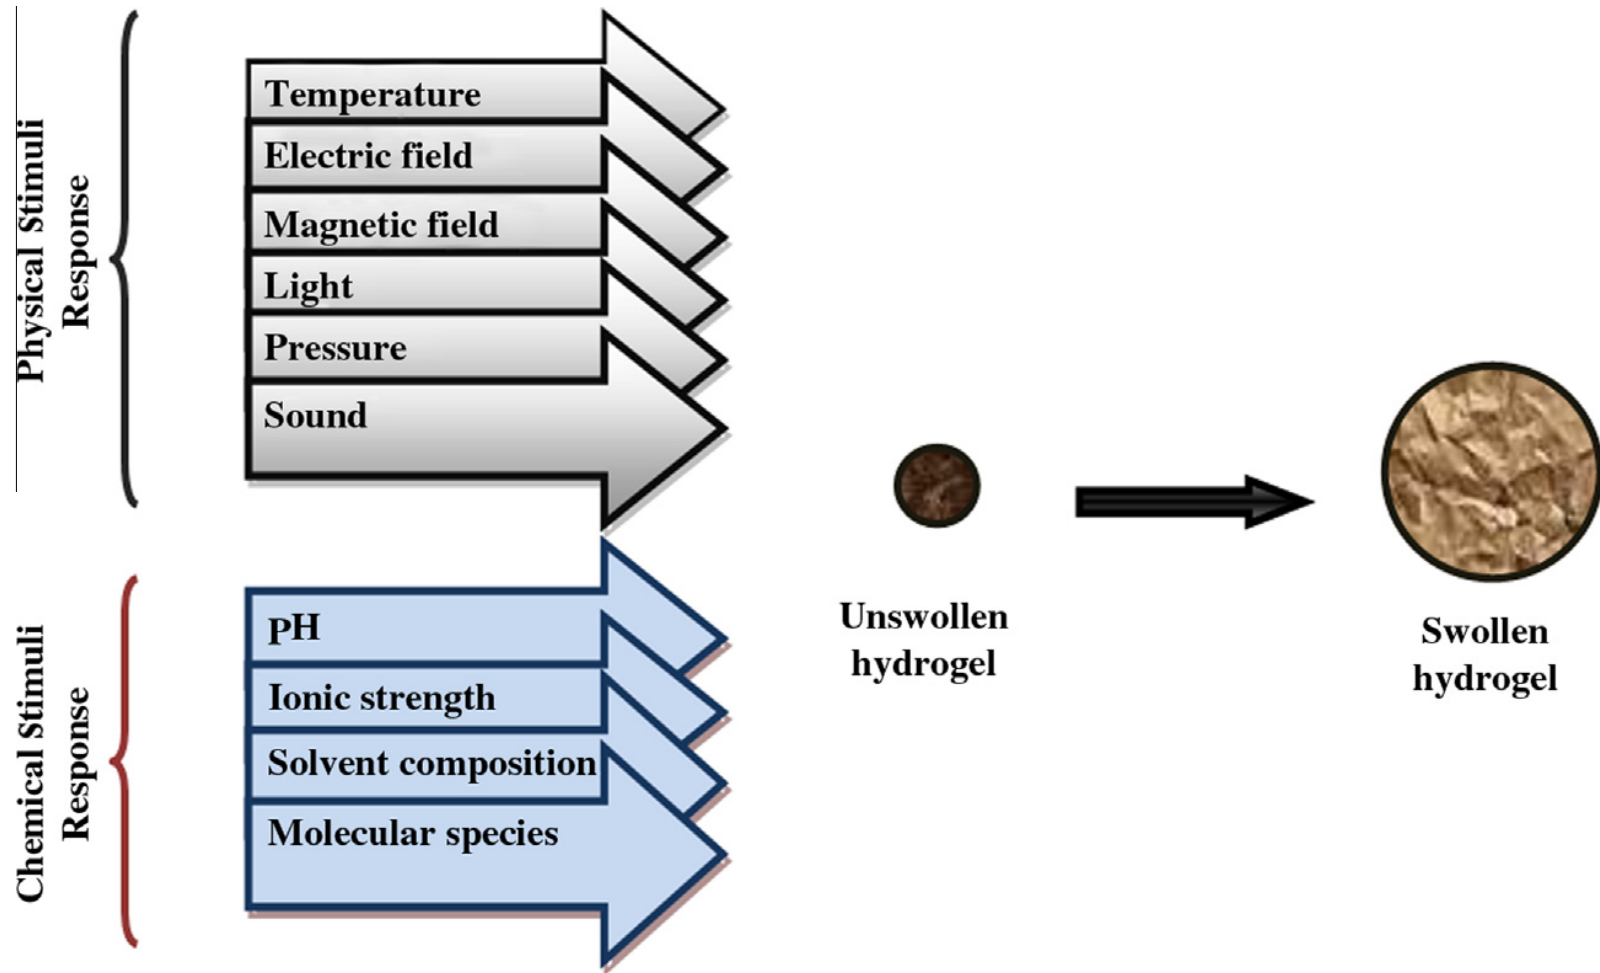 Physical Stimuli
Response
Temperature
Electric field
Magnetic field
Light
Pressure
Sound
Chemical Stimuli
Response
pH
Ionic strength
Solvent composition
Molecular species
Unswollen
hydrogel
Swollen
hydrogel